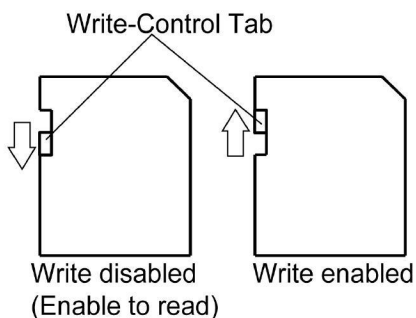 Write-Control Tab
Write disabled
(Enable to read)
Write enabled